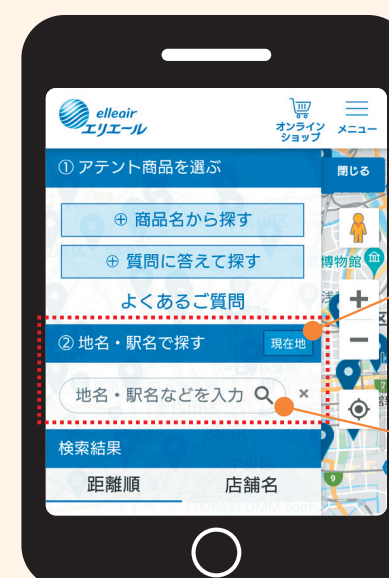 elleair
エリエール
オンライン
ショップ
メニュー
① アテント商品を選ぶ
閉じる
⊕ 商品名から探す
⊕ 質問に答えて探す
博物館
よくあるご質問
浅
② 地名・駅名で探す
現在地
地名・駅名などを入力
×
検索結果
距離順
店舗名
9